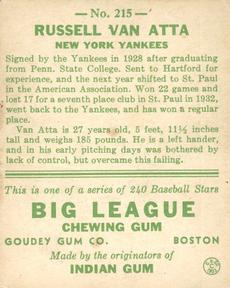 No. 215
RUSSELL VAN ATTA
NEW YORK YANKEES
Signed by the Yankees in 1928 after graduating
from Penn. State College. Sent to Hartford for
experience, and the next year shifted to St. Paul
in the American Association. Won 22 games and
lost 17 for a seventh place club in St. Paul in 1932,
went back to the Yankees, and has won a regular
place.
Van Atta is 27 years old, 5 feet, 11½ inches
tall and weighs 185 pounds. He is a left hander,
and in his early pitching days was bothered by
lack of control, but overcame this failing.
This is one of a series of 240 Baseball Stars
BIG LEAGUE
CHEWING GUM
GOUDEY GUM CO. BOSTON
Made by the originators of
INDIAN GUM